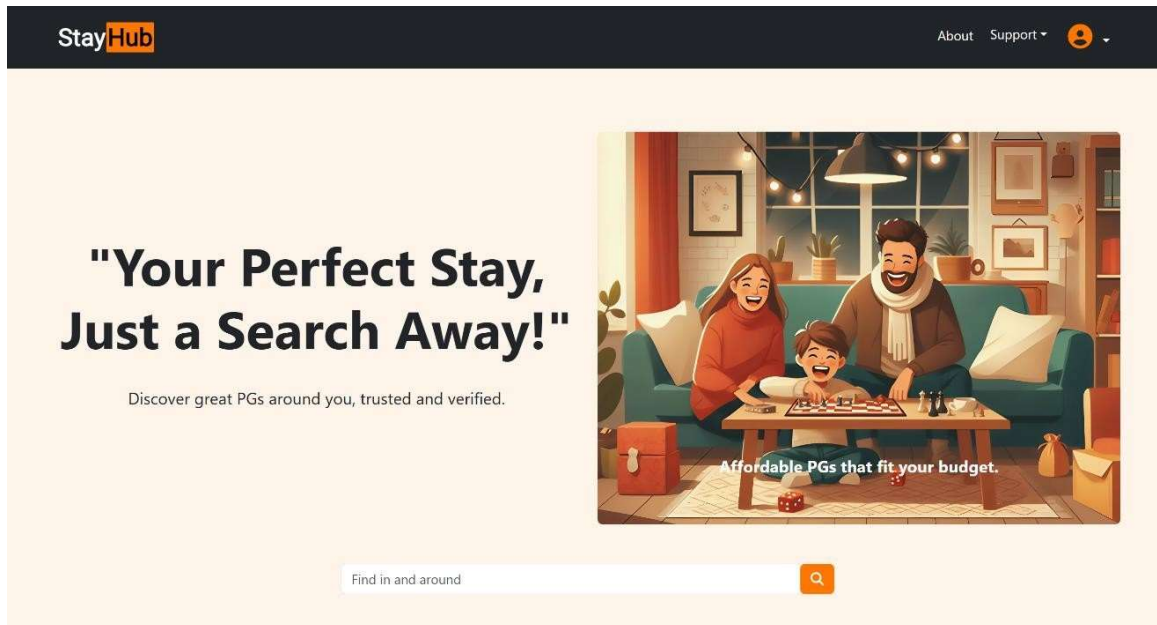 StayHub
About Support
"Your Perfect Stay,
Just a Search Away!"
Discover great PGs around you, trusted and verified.
Affordable PGs that fit your budget.
Find in and around